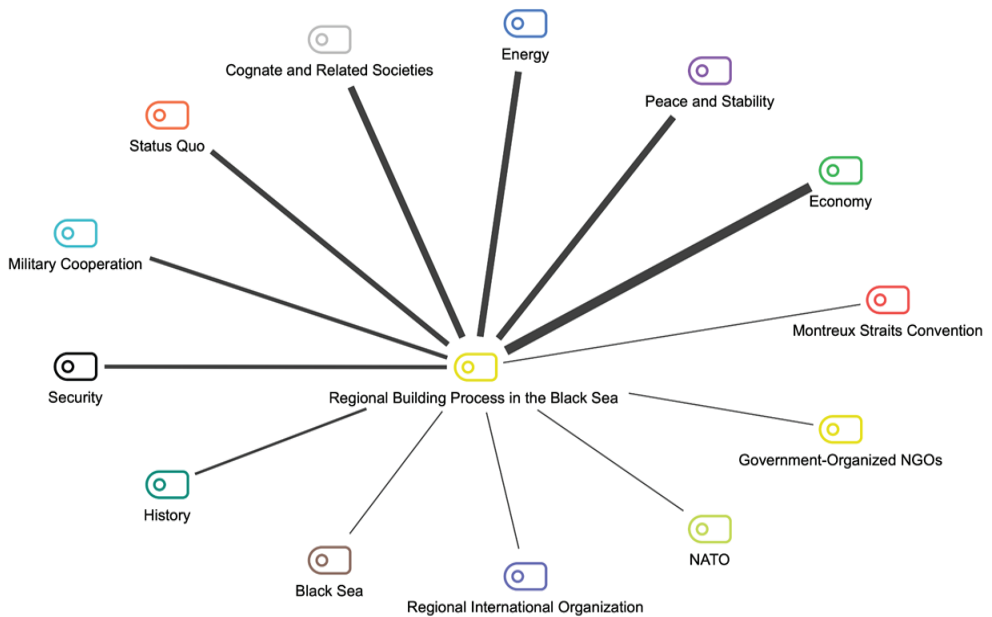 Energy
Cognate and Related Societies
Peace and Stability
Status Quo
Economy
Military Cooperation
Montreux Straits Convention
Security
Regional Building Process in the Black Sea
Government-Organized NGOs
History
NATO
Black Sea
Regional International Organization